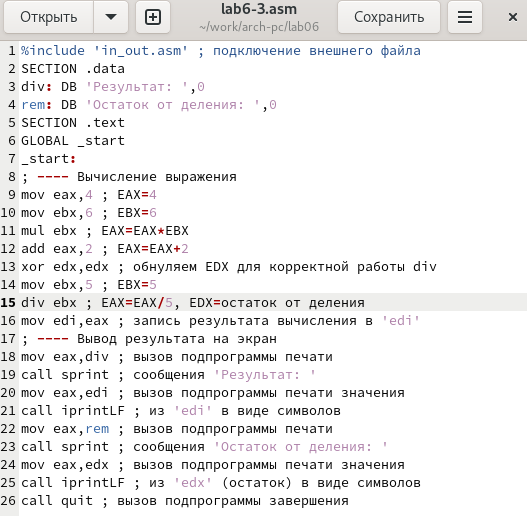 Открыть
lab6-3.asm
~/work/arch-pc/lab06
Сохранить
1 %include 'in_out.asm' ; подключение внешнего файла
2 SECTION .data
3 div: DB 'Результат: ',0
4 rem: DB 'Остаток от деления: ',0
5 SECTION .text
6 GLOBAL _start
7 _start:
8 ; ---- Вычисление выражения
9 mov eax,4 ; EAX=4
10 mov ebx,6 ; EBX=6
11 mul ebx ; EAX=EAX*EBX
12 add eax,2 ; EAX=EAX+2
13 xor edx,edx ; обнуляем EDX для корректной работы div
14 mov ebx,5 ; EBX=5
15 div ebx ; EAX=EAX/5, EDX=остаток от деления
16 mov edi,eax ; запись результата вычисления в 'edi'
17 ; ---- Вывод результата на экран
18 mov eax,div ; вызов подпрограммы печати
19 call sprint ; сообщения 'Результат: '
20 mov eax,edi ; вызов подпрограммы печати значения
21 call iprintLF ; из 'edi' в виде символов
22 mov eax,rem ; вызов подпрограммы печати
23 call sprint ; сообщения 'Остаток от деления: '
24 mov eax,edx ; вызов подпрограммы печати значения
25 call iprintLF ; из 'edx' (остаток) в виде символов
26 call quit ; вызов подпрограммы завершения